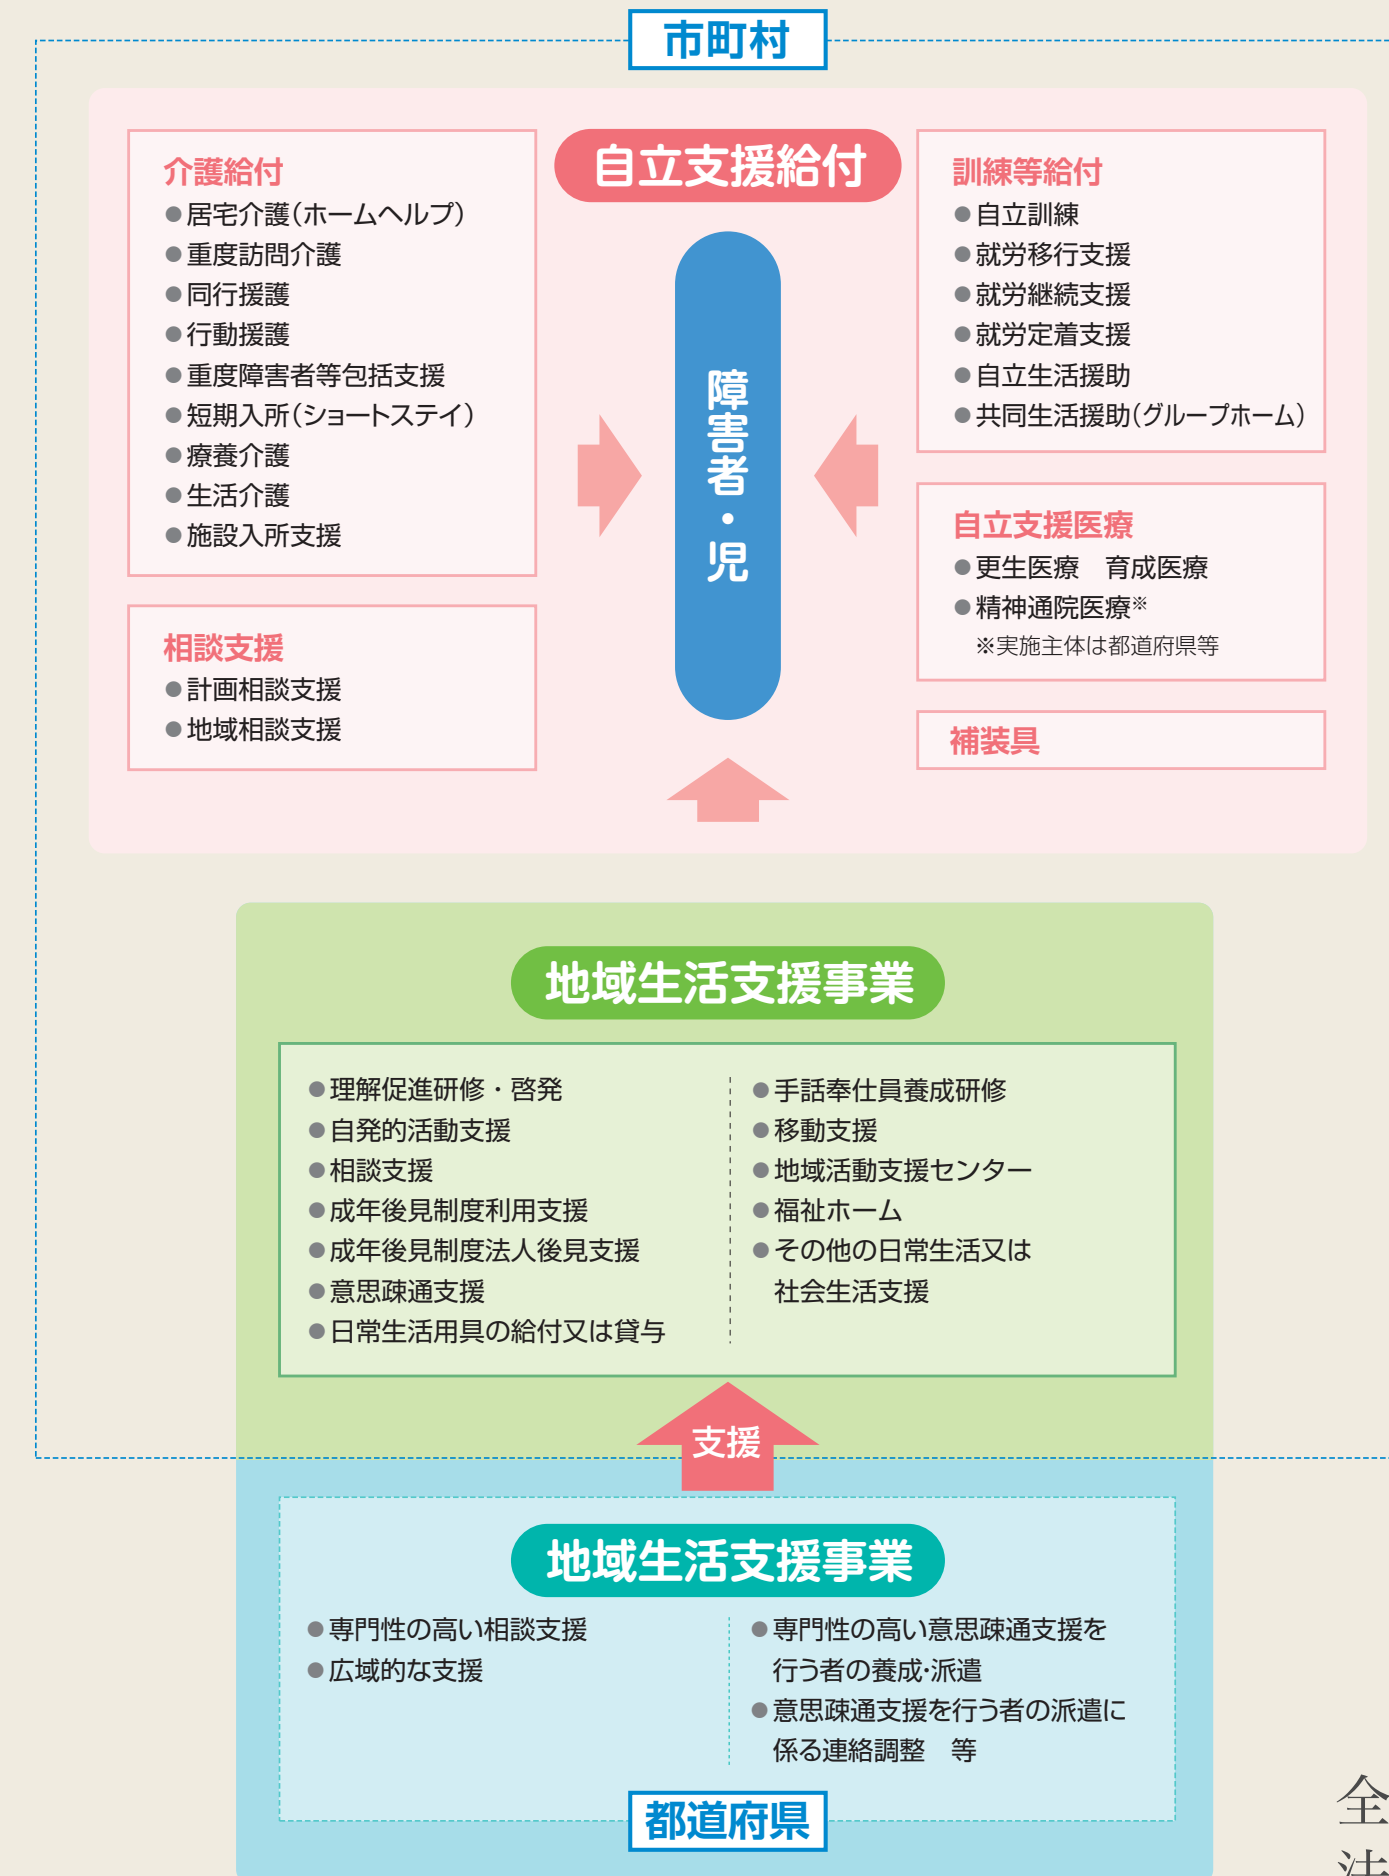 市町村
自立支援給付
介護給付
●居宅介護(ホームヘルプ)
●重度訪問介護
●同行援護
●行動援護
●重度障害者等包括支援
●短期入所(ショートステイ)
●療養介護
●生活介護
●施設入所支援
相談支援
●計画相談支援
●地域相談支援
障害者・児
訓練等給付
●自立訓練
●就労移行支援
●就労継続支援
●就労定着支援
●自立生活援助
●共同生活援助(グループホーム)
自立支援医療
●更生医療　育成医療
●精神通院医療※
※実施主体は都道府県等
補装具
地域生活支援事業
●理解促進研修・啓発
●自発的活動支援
●相談支援
●成年後見制度利用支援
●成年後見制度法人後見支援
●意思疎通支援
●日常生活用具の給付又は貸与
●手話奉仕員養成研修
●移動支援
●地域活動支援センター
●福祉ホーム
●その他の日常生活又は
社会生活支援
支援
地域生活支援事業
●専門性の高い相談支援
●広域的な支援
●専門性の高い意思疎通支援を
行う者の養成・派遣
●意思疎通支援を行う者の派遣に
係る連絡調整　等
都道府県
全
法